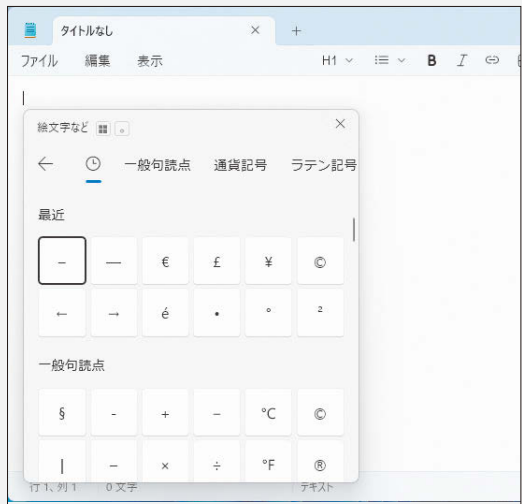 タイトルなし × +
ファイル 編集 表示 H1 B I
絵文字など 。 ×
← 一般句読点 通貨記号 ラテン記号
最近
– — € £ ¥ ©
← → é • ° ²
一般句読点
§ - + − °C ©
| – × ÷ °F ®
行 1、列 1 0 文字 テキスト